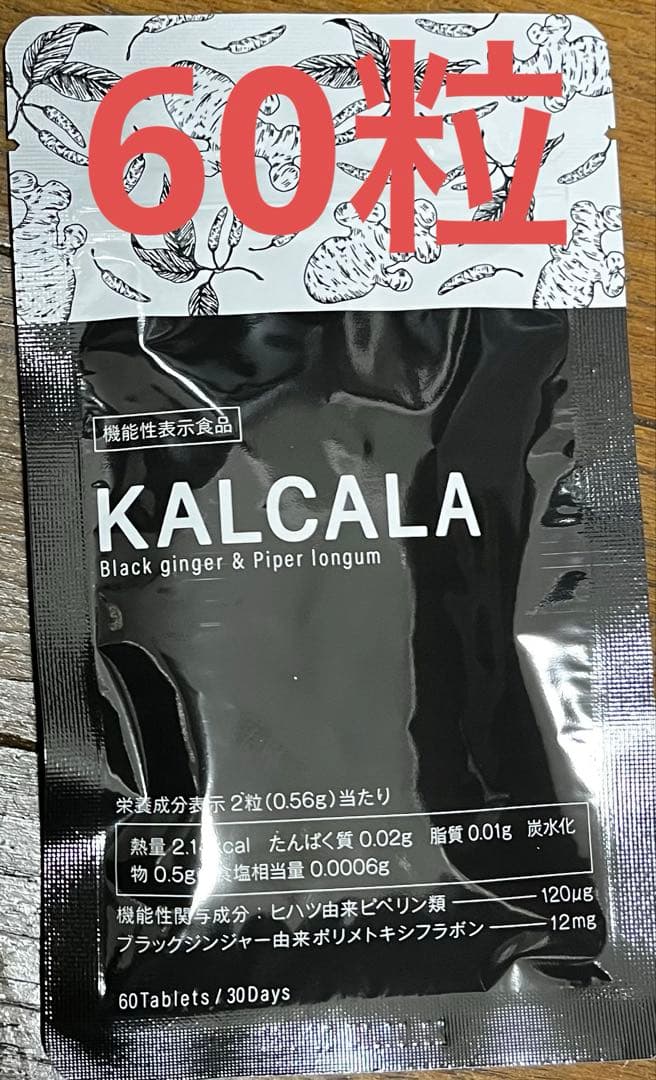 60粒
機能性表示食品
KALCALA
Black ginger & Piper longum
栄養成分表示 2粒(0.56g)当たり
たんぱく質 0.02g 脂質 0.01g 炭水化
物 0.5g 食塩相当量 0.0006g
機能性関与成分：ヒハツ由来ピペリン類 120μg
ブラックジンジャー由来ポリメトキシフラボン 12mg
60Tablets / 30Days